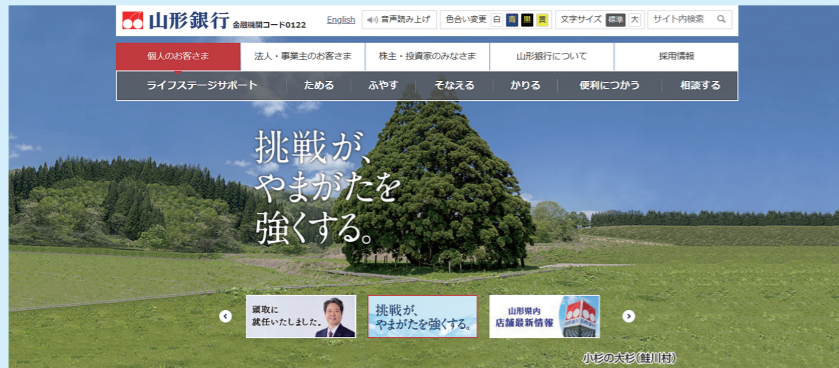 山形銀行 金融機関コード0122 English 音声読み上げ 色合い変更 白 青 黒 黄 文字サイズ 標準 大 サイト内検索
個人のお客さま 法人・事業主のお客さま 株主・投資家のみなさま 山形銀行について 採用情報
ライフステージサポート ためる ふやす そなえる かりる 便利につかう 相談する
挑戦が、
やまがたを
強くする。
頭取に
就任いたしました。
挑戦が、
やまがたを強くする。
山形県内
店舗最新情報
小杉の大杉(鮭川村)